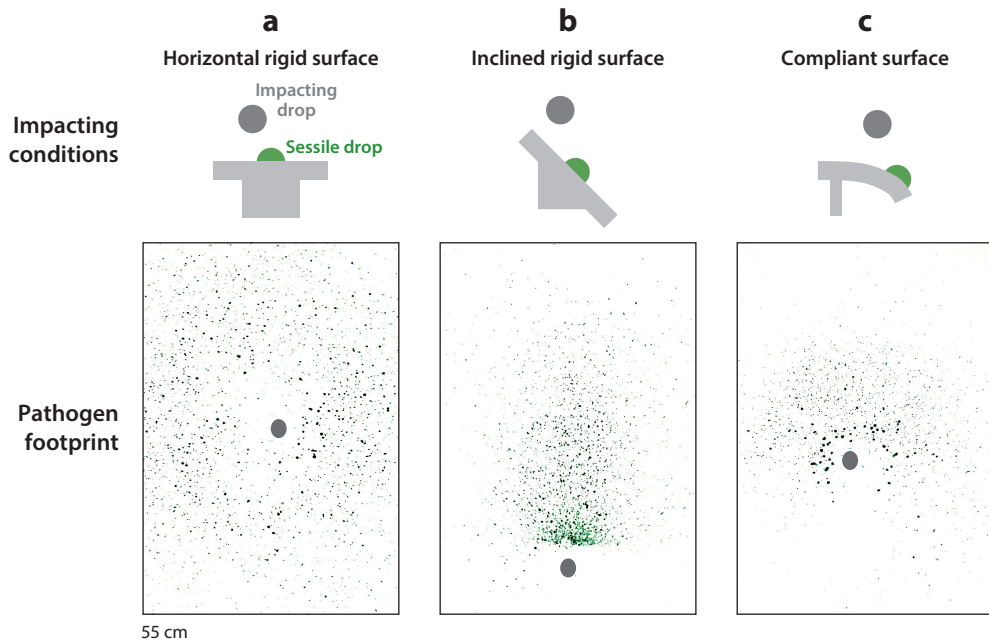 a
b
c
Horizontal rigid surface
Inclined rigid surface
Compliant surface
Impacting
drop
Sessile drop
Impacting
conditions
Pathogen
footprint
55 cm